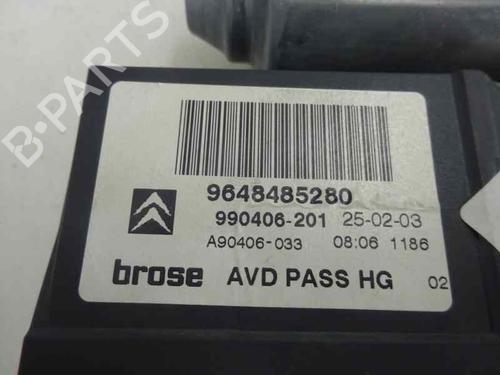 B-PARTS
9648485280
990406-201 25-02-03
A90406-033 08:06 1186
brose AVD PASS HG 02